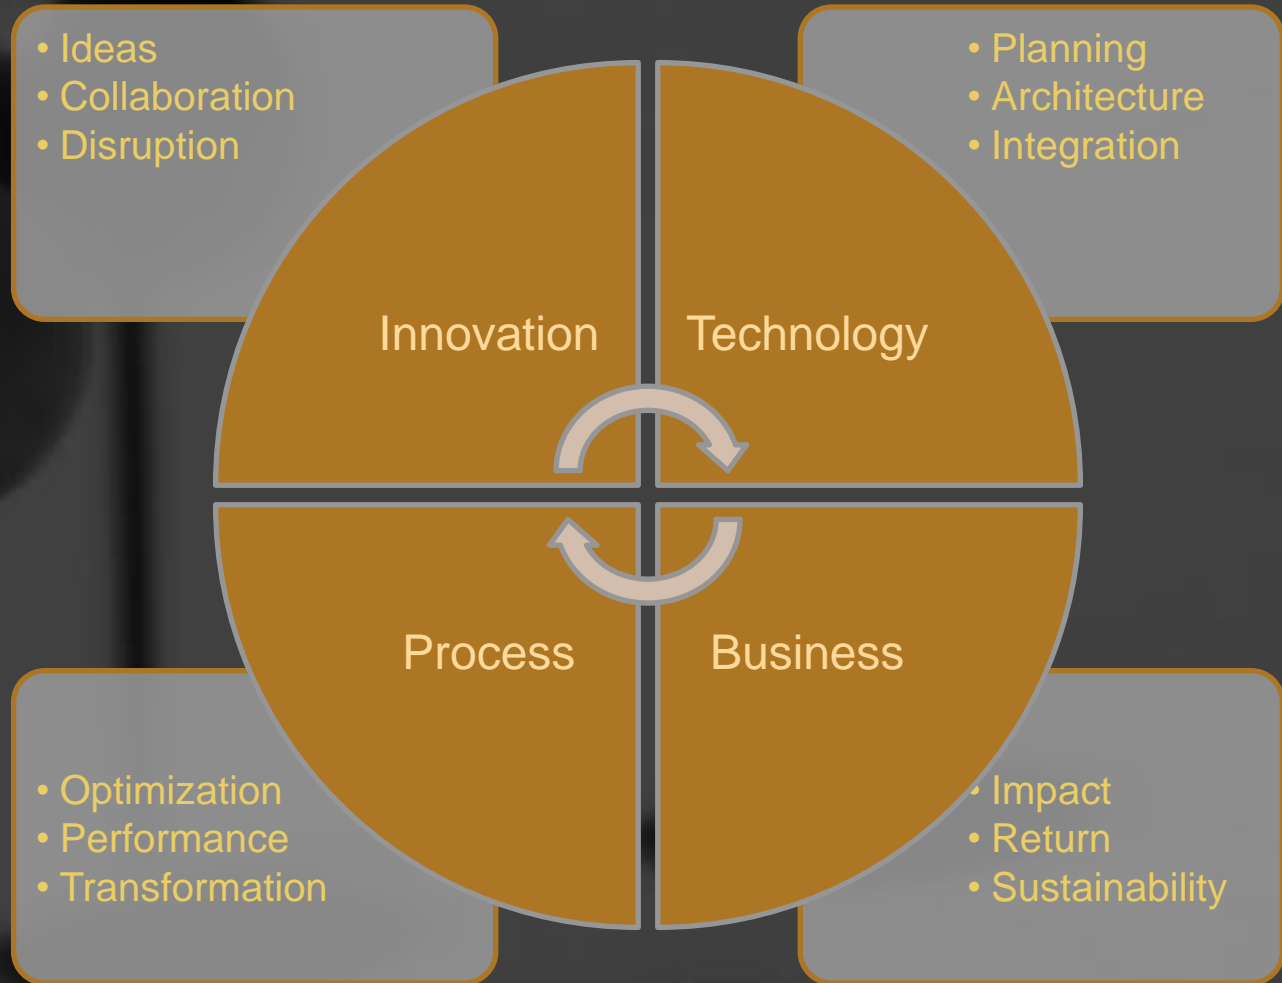 • Ideas
• Collaboration
• Disruption
• Planning
• Architecture
• Integration
Innovation
Technology
Process
Business
• Optimization
• Performance
• Transformation
• Impact
• Return
• Sustainability